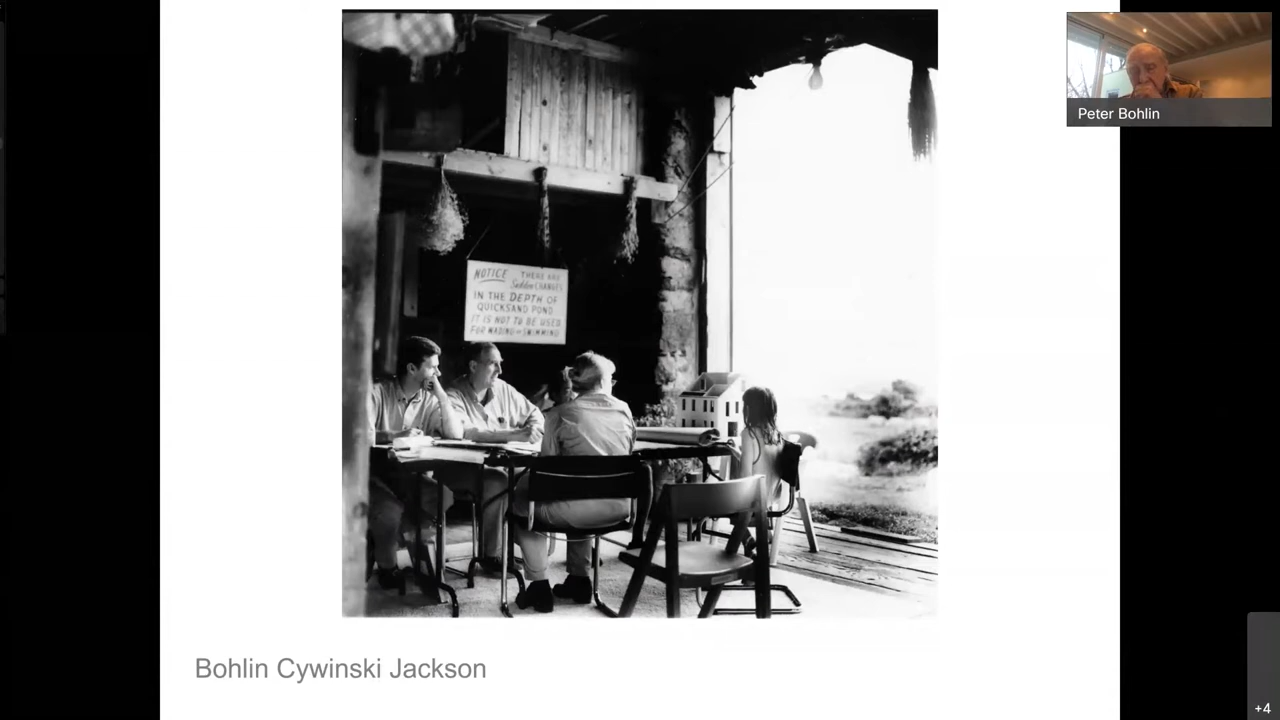 Peter Bohlin
NOTICE THERE ARE
Sudden CHANGES
IN THE DEPTH OF
QUICKSAND POND
IT IS NOT TO BE USED
FOR WADING or SWIMMING
Bohlin Cywinski Jackson
+4